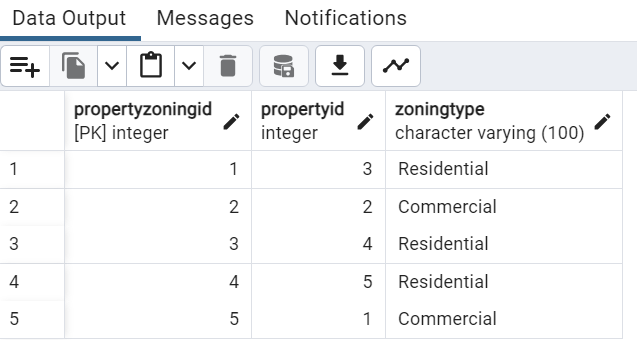 Data Output Messages Notifications
propertyzoningid propertyid zoningtype
[PK] integer integer character varying (100)
1 1 3 Residential
2 2 2 Commercial
3 3 4 Residential
4 4 5 Residential
5 5 1 Commercial